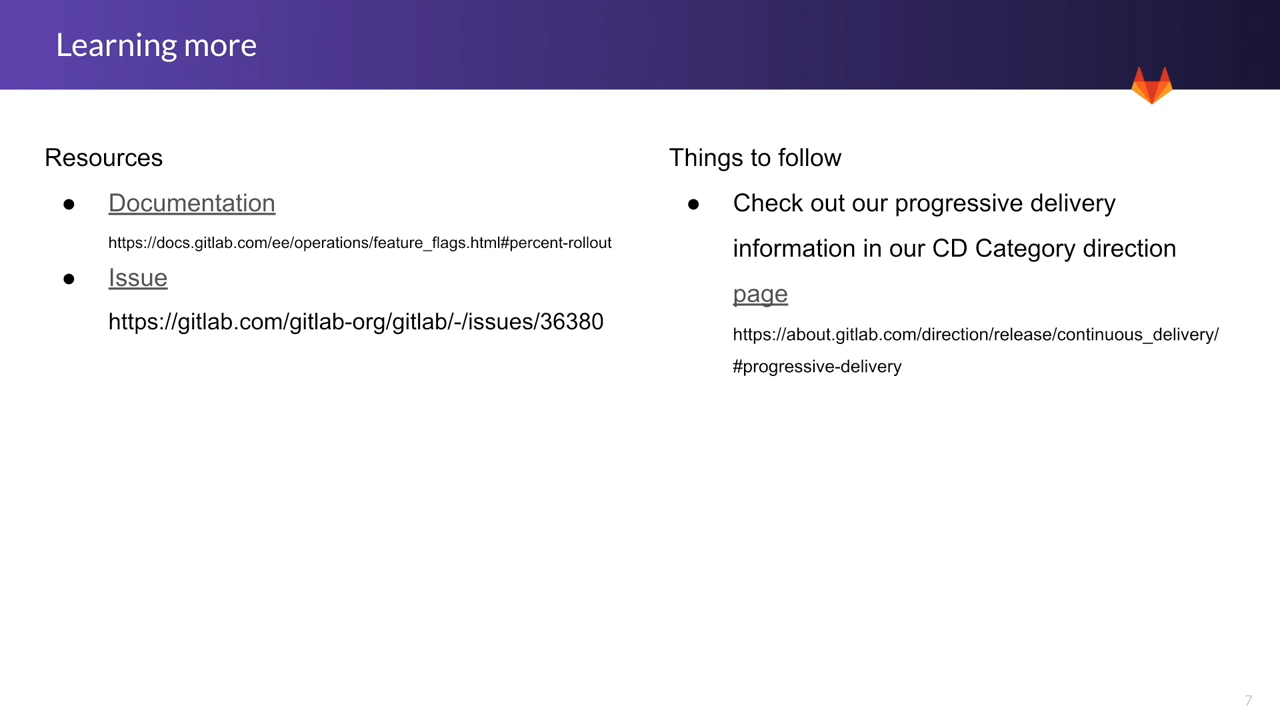 Learning more
Resources
● Documentation
https://docs.gitlab.com/ee/operations/feature_flags.html#percent-rollout
● Issue
https://gitlab.com/gitlab-org/gitlab/-/issues/36380
Things to follow
● Check out our progressive delivery
information in our CD Category direction
page
https://about.gitlab.com/direction/release/continuous_delivery/
#progressive-delivery
7